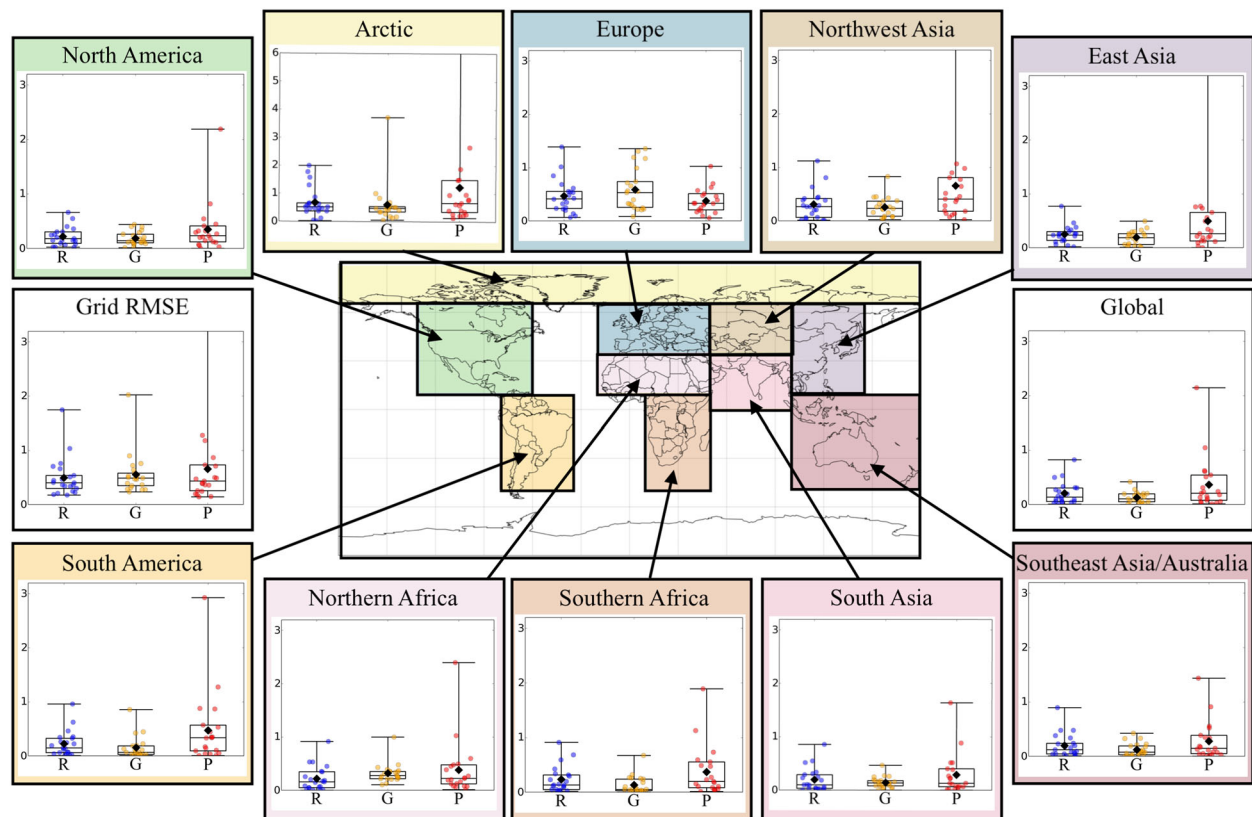 Arctic
6
5
4
3
2
1
0
R G P
Europe
3
2
1
0
R G P
Northwest Asia
3
2
1
0
R G P
North America
3
2
1
0
R G P
East Asia
3
2
1
0
R G P
Grid RMSE
3
2
1
0
R G P
Global
3
2
1
0
R G P
South America
3
2
1
0
R G P
Northern Africa
3
2
1
0
R G P
Southern Africa
3
2
1
0
R G P
South Asia
3
2
1
0
R G P
Southeast Asia/Australia
3
2
1
0
R G P